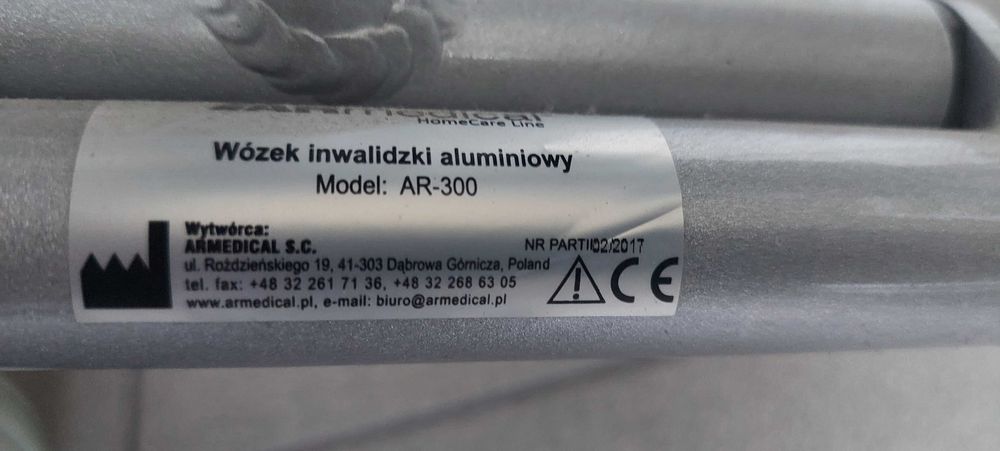 Armedical
HomeCare Line
Wózek inwalidzki aluminiowy
Model: AR-300
Wytwórca:
ARMEDICAL S.C.
ul. Roździeńskiego 19, 41-303 Dąbrowa Górnicza, Poland
tel. fax: +48 32 261 71 36, +48 32 268 63 05
www.armedical.pl, e-mail: biuro@armedical.pl
NR PARTII 02/2017
CE